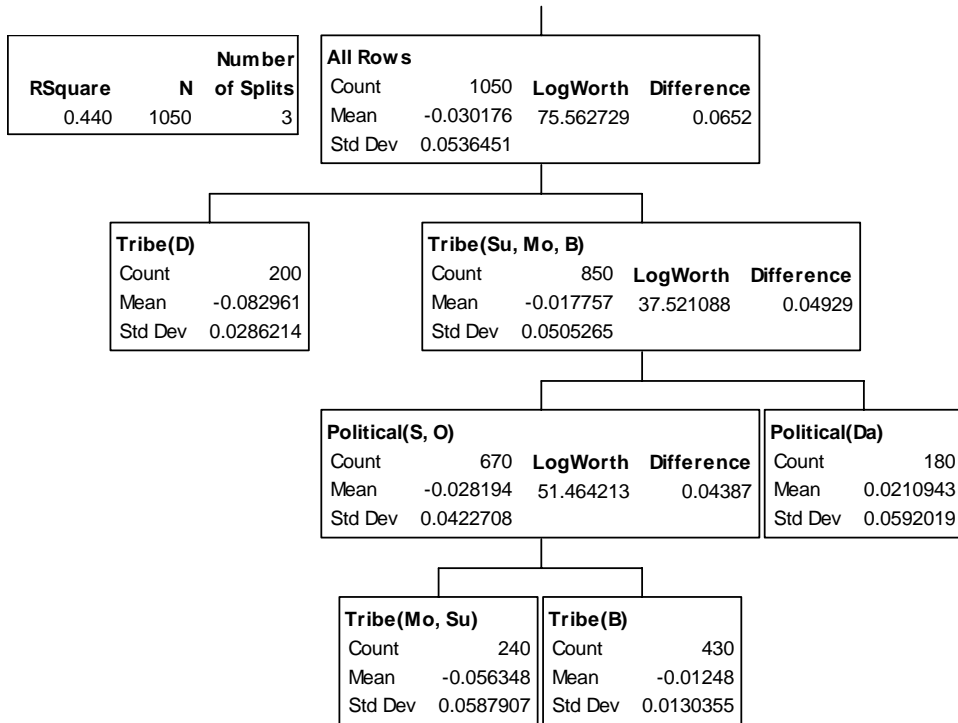 Number
RSquare N of Splits
0.440 1050 3
All Rows
Count 1050 LogWorth Difference
Mean -0.030176 75.562729 0.0652
Std Dev 0.0536451
Tribe(D)
Count 200
Mean -0.082961
Std Dev 0.0286214
Tribe(Su, Mo, B)
Count 850 LogWorth Difference
Mean -0.017757 37.521088 0.04929
Std Dev 0.0505265
Political(S, O)
Count 670 LogWorth Difference
Mean -0.028194 51.464213 0.04387
Std Dev 0.0422708
Political(Da)
Count 180
Mean 0.0210943
Std Dev 0.0592019
Tribe(Mo, Su)
Count 240
Mean -0.056348
Std Dev 0.0587907
Tribe(B)
Count 430
Mean -0.01248
Std Dev 0.0130355